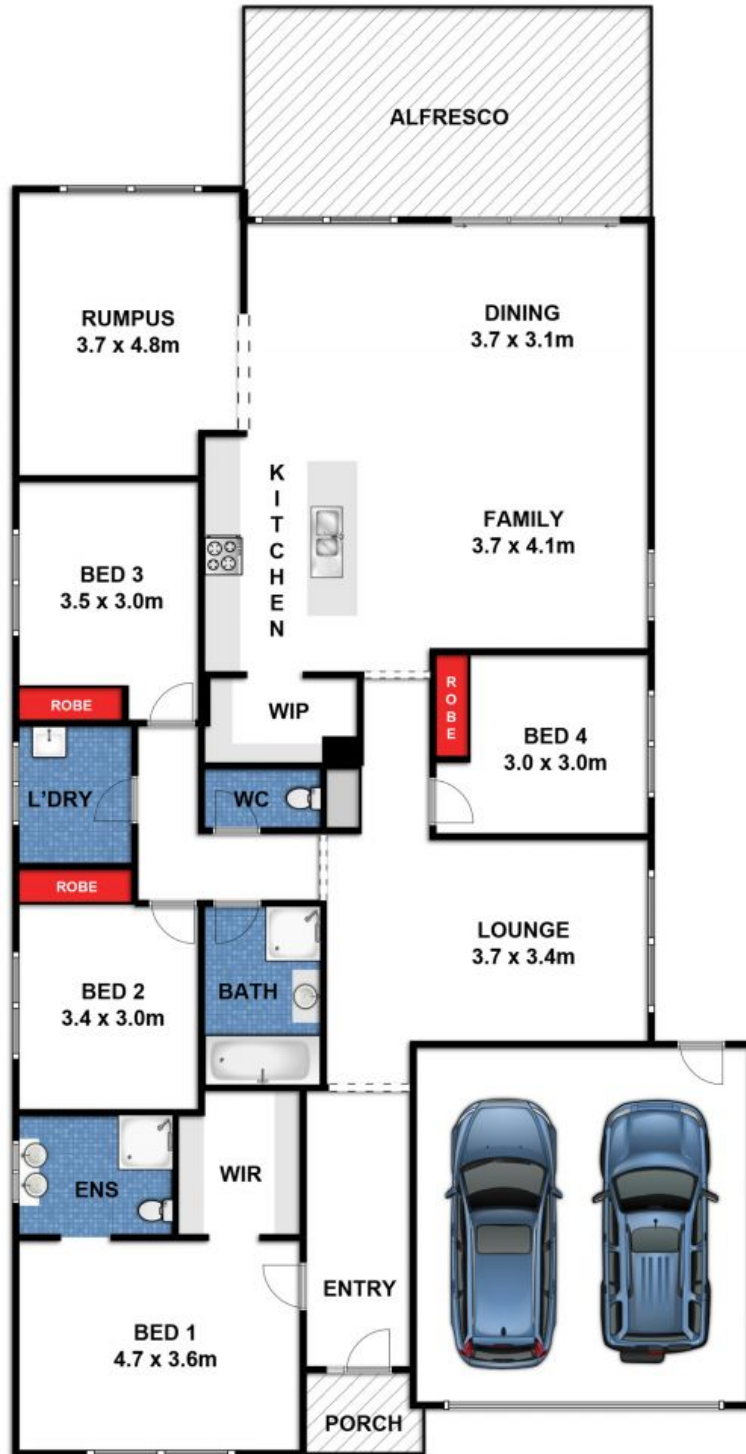 ALFRESCO
RUMPUS
3.7 x 4.8m
DINING
3.7 x 3.1m
KITCHEN
FAMILY
3.7 x 4.1m
BED 3
3.5 x 3.0m
ROBE
WIP
ROBE
BED 4
3.0 x 3.0m
L'DRY
WC
ROBE
LOUNGE
3.7 x 3.4m
BED 2
3.4 x 3.0m
BATH
ENS
WIR
ENTRY
BED 1
4.7 x 3.6m
PORCH